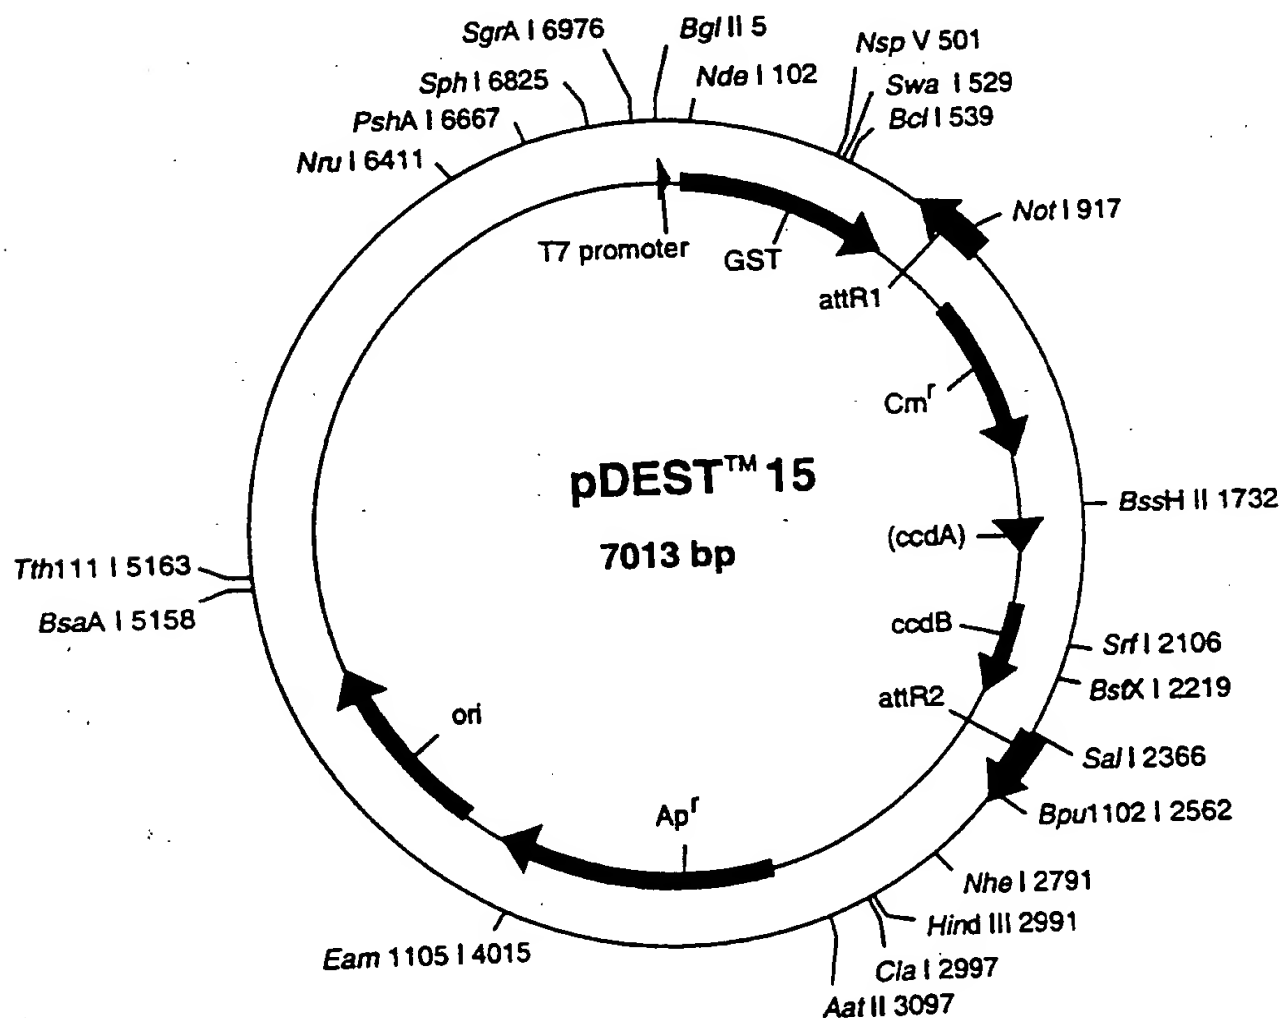 SgrA I 6976
Bgl II 5
Nsp V 501
Sph I 6825
Nde I 102
Swa I 529
PshA I 6667
Bcl I 539
Nru I 6411
Not I 917
T7 promoter
GST
attR1
Cmr
pDEST™ 15
BssH II 1732
(ccdA)
7013 bp
Tth111 I 5163
BsaA I 5158
ccdB
Srf I 2106
BstX I 2219
attR2
ori
Sal I 2366
Apr
Bpu1102 I 2562
Nhe I 2791
Hind III 2991
Eam 1105 I 4015
Cla I 2997
Aat II 3097